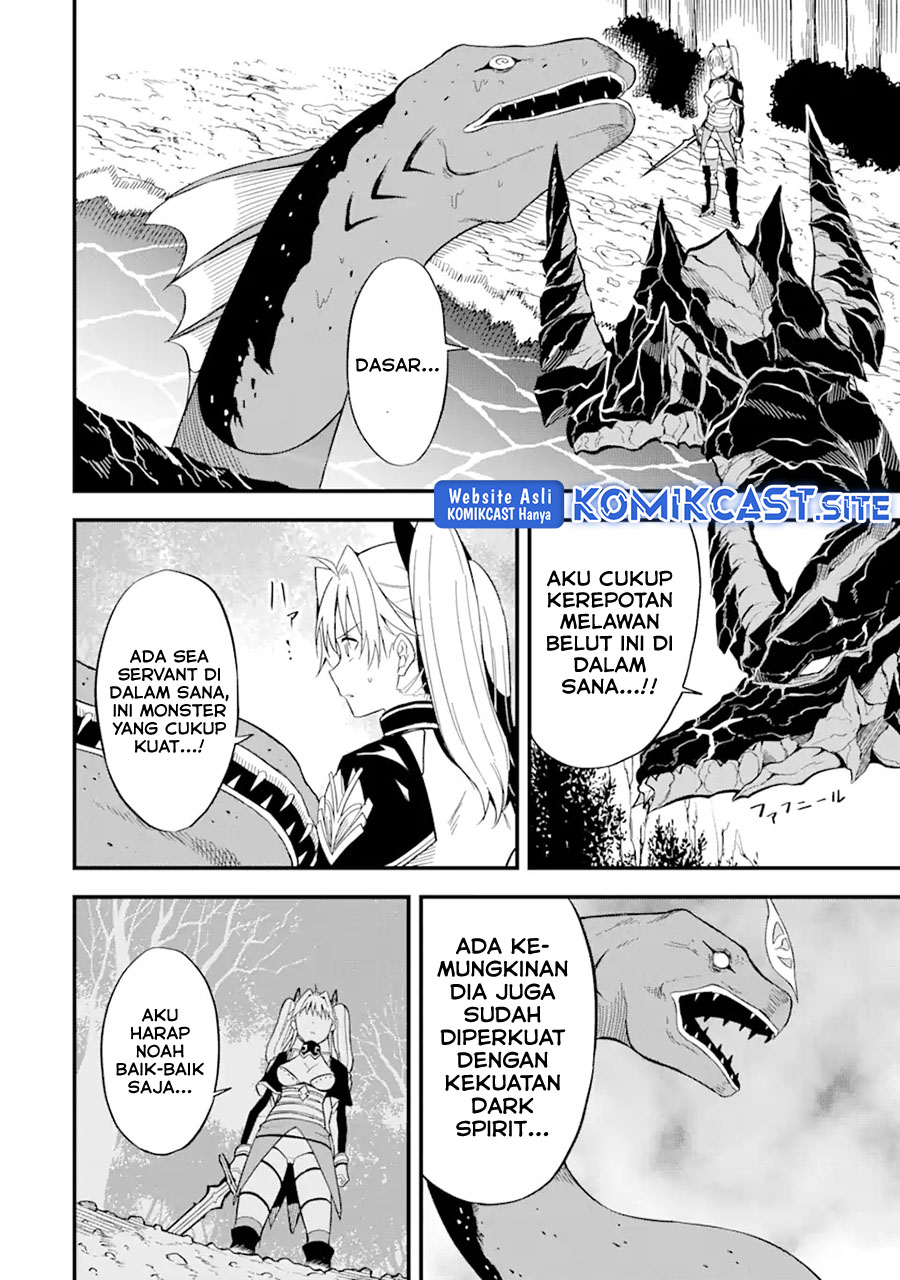 DASAR...
Website Asli
KOMIKCAST Hanya
KOMIKCAST.SITE
AKU CUKUP
KEREPOTAN
MELAWAN
BELUT INI DI
DALAM
SANA...!!
ファフニール
ADA SEA
SERVANT DI
DALAM SANA,
INI MONSTER
YANG CUKUP
KUAT...!
ADA KE-
MUNGKINAN
DIA JUGA
SUDAH
DIPERKUAT
DENGAN
KEKUATAN
DARK
SPIRIT...
AKU
HARAP
NOAH
BAIK-BAIK
SAJA...